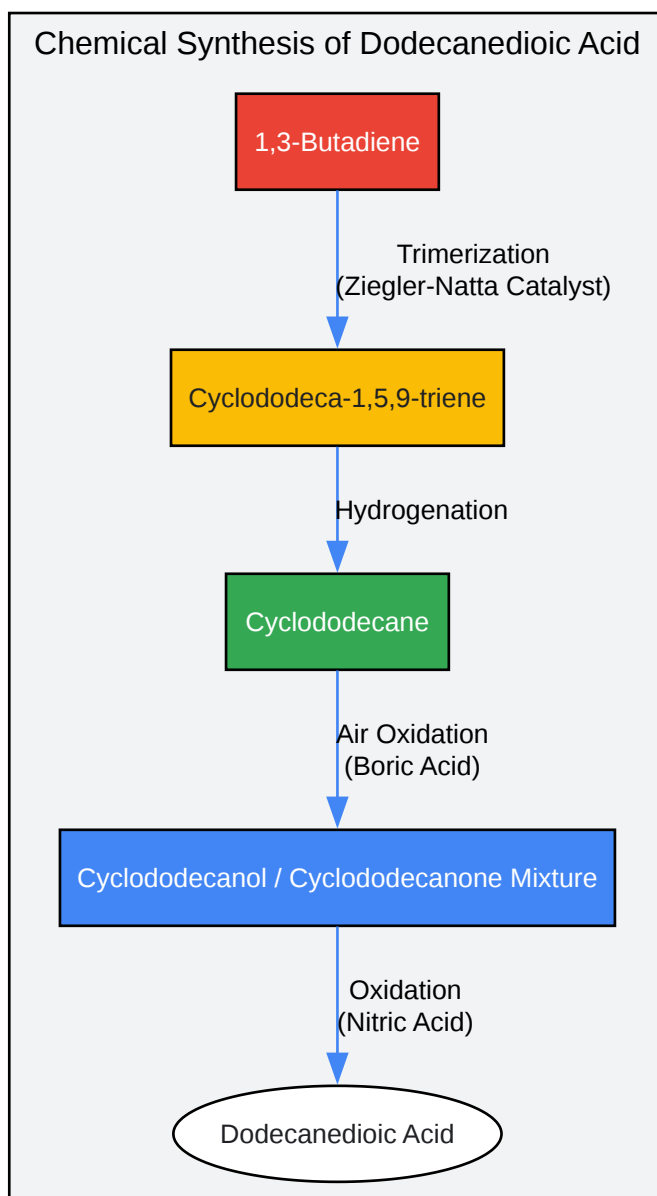 Chemical Synthesis of Dodecanedioic Acid
1,3-Butadiene
Trimerization
(Ziegler-Natta Catalyst)
Cyclododeca-1,5,9-triene
Hydrogenation
Cyclododecane
Air Oxidation
(Boric Acid)
Cyclododecanol / Cyclododecanone Mixture
Oxidation
(Nitric Acid)
Dodecanedioic Acid